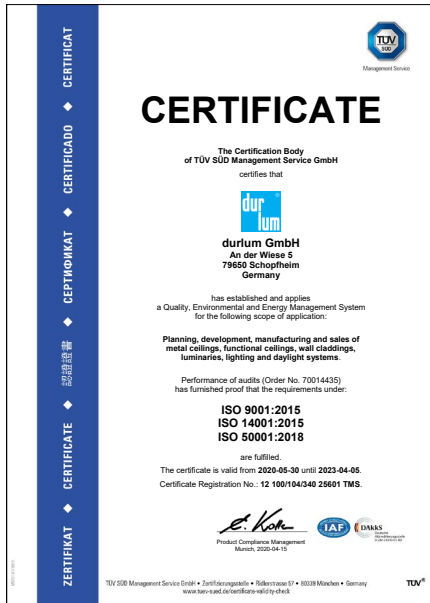 TÜV
SÜD
Management Service
CERTIFICATE
The Certification Body
of TÜV SÜD Management Service GmbH
certifies that
dur
lum
durlum GmbH
An der Wiese 5
79650 Schopfheim
Germany
has established and applies
a Quality, Environmental and Energy Management System
for the following scope of application:
Planning, development, manufacturing and sales of
metal ceilings, functional ceilings, wall claddings,
luminaries, lighting and daylight systems.
Performance of audits (Order No. 70014435)
has furnished proof that the requirements under:
ISO 9001:2015
ISO 14001:2015
ISO 50001:2018
are fulfilled.
The certificate is valid from 2020-05-30 until 2023-04-05.
Certificate Registration No.: 12 100/104/340 25601 TMS.
Product Compliance Management
Munich, 2020-04-15
IAF
DAkkS
TÜV SÜD Management Service GmbH • Zertifizierungsstelle • Ridlerstrasse 57 • 80339 München • Germany
www.tuev-sued.de/certificate-validity-check
TÜV®
ZERTIFIKAT ◆ CERTIFICATE ◆ 認證證書 ◆ СЕРТИФИКАТ ◆ CERTIFICADO ◆ CERTIFICAT